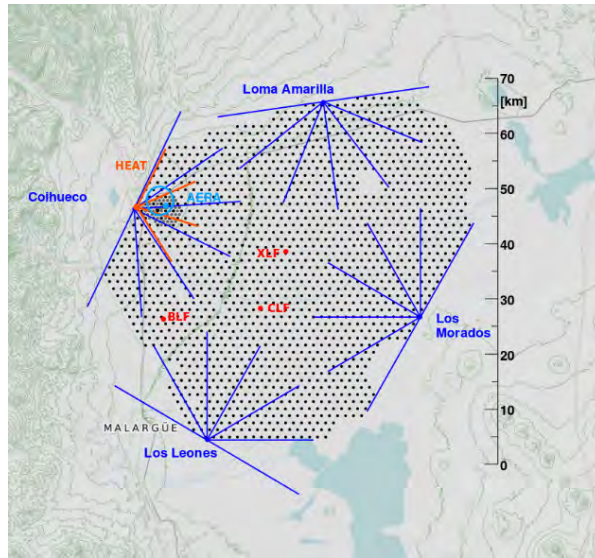 Loma Amarilla
70
[km]
60
HEAT
Coihueco
AERA
50
40
XLF
30
BLF
CLF
Los
Morados
20
10
MALARGÜE
Los Leones
0